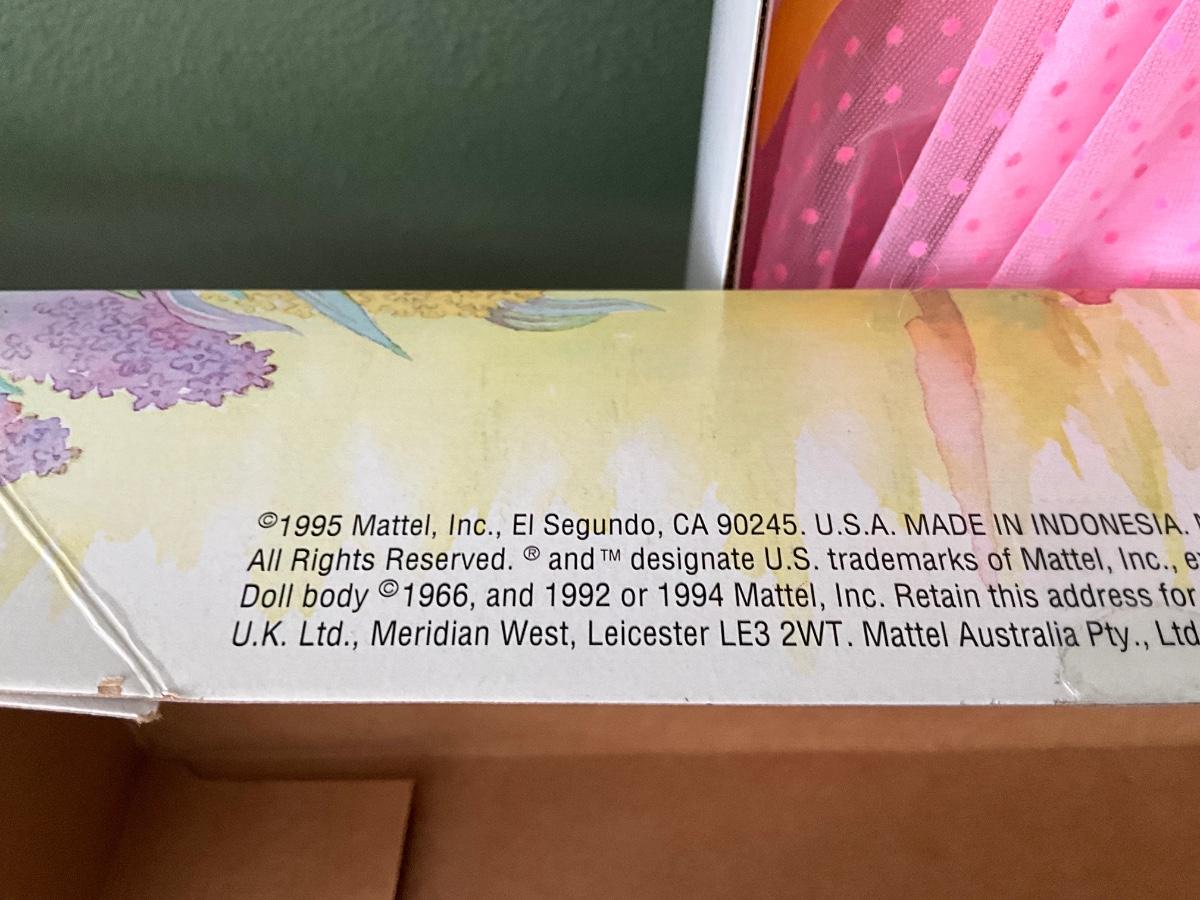 ©1995 Mattel, Inc., El Segundo, CA 90245. U.S.A. MADE IN INDONESIA.
All Rights Reserved. ® and ™ designate U.S. trademarks of Mattel, Inc.,
Doll body ©1966, and 1992 or 1994 Mattel, Inc. Retain this address for
U.K. Ltd., Meridian West, Leicester LE3 2WT. Mattel Australia Pty., Ltd